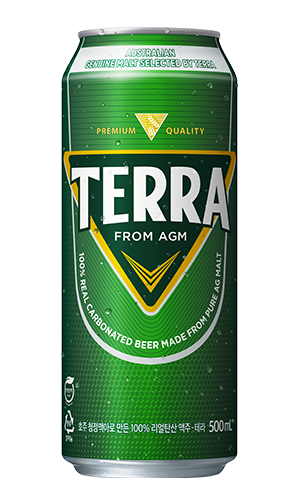 AUSTRALIAN
GENUINE MALT SELECTED BY TERRA
PREMIUM QUALITY
TERRA
FROM AGM
100% REAL CARBONATED BEER MADE FROM PURE AG MALT
호주 청정맥아로 만든 100% 리얼탄산 맥주 - 테라 500mL